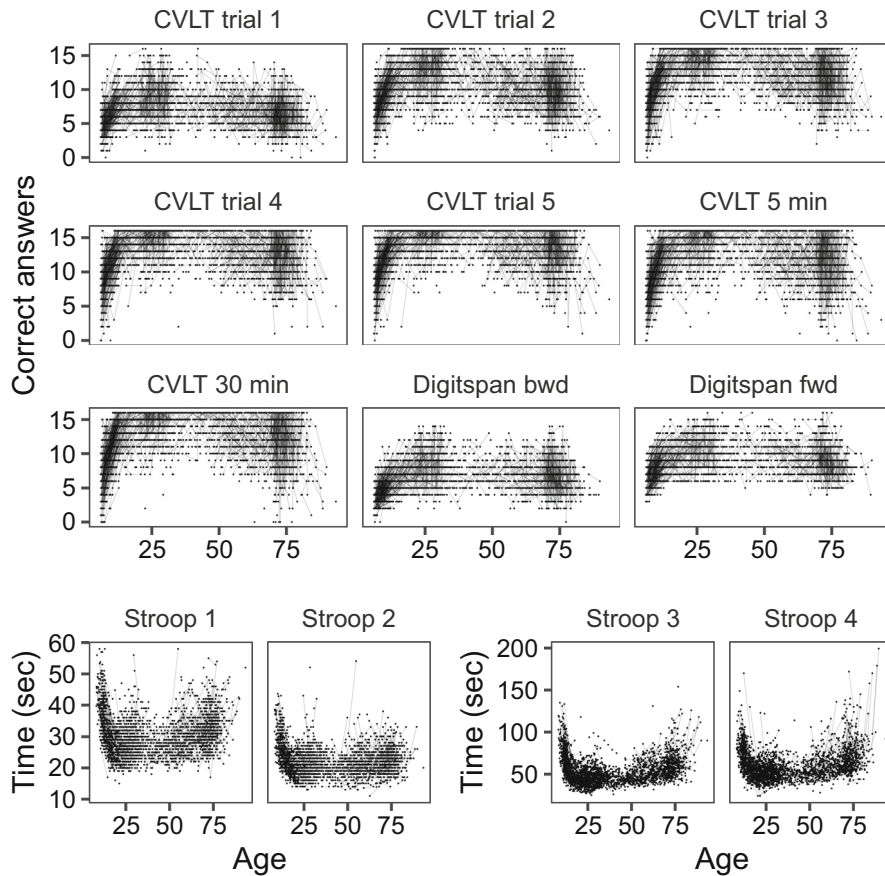 CVLT trial 1 CVLT trial 2 CVLT trial 3
15
10
5
0
CVLT trial 4 CVLT trial 5 CVLT 5 min
Correct answers
15
10
5
0
CVLT 30 min Digitspan bwd Digitspan fwd
15
10
5
0
25 50 75 25 50 75 25 50 75
Stroop 1 Stroop 2 Stroop 3 Stroop 4
Time (sec)
60
50
40
30
20
10
Time (sec)
200
150
100
50
25 50 75 25 50 75 25 50 75 25 50 75
Age Age